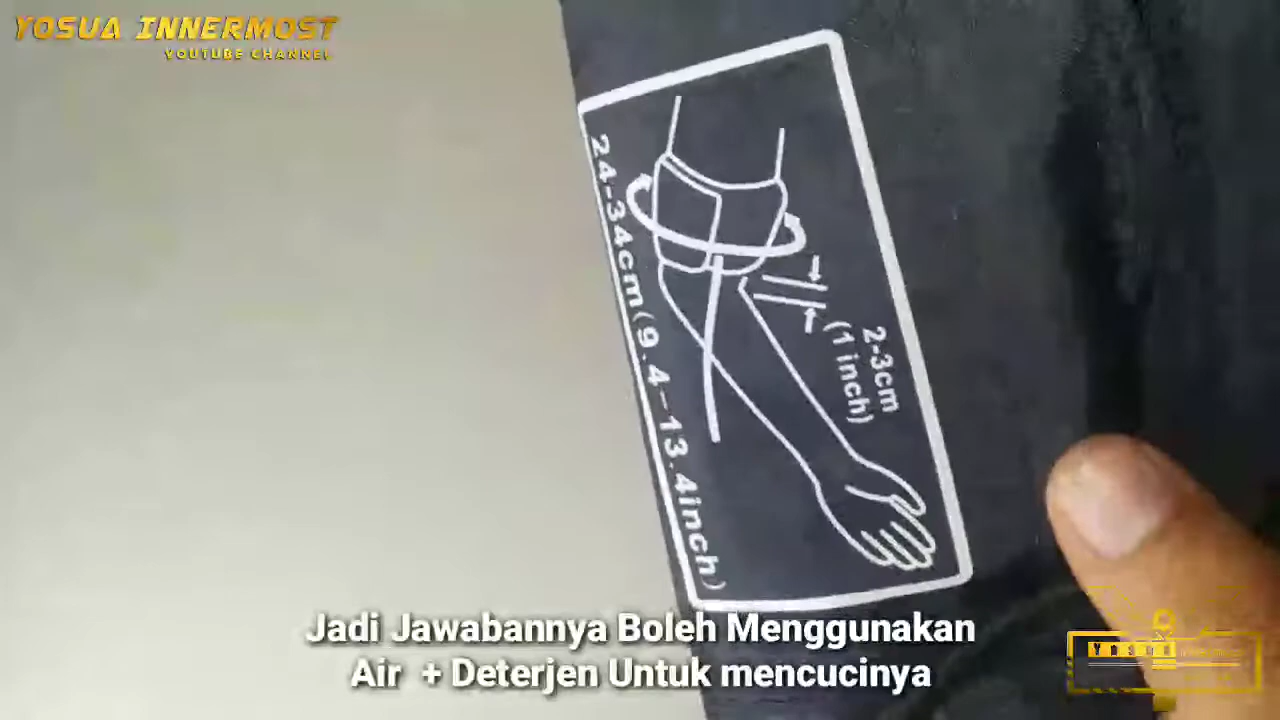 YOSUA INNERMOST
YOUTUBE CHANNEL
24-34cm(9.4-13.4inch)
2-3cm
(1 inch)
Jadi Jawabannya Boleh Menggunakan
Air + Deterjen Untuk mencucinya